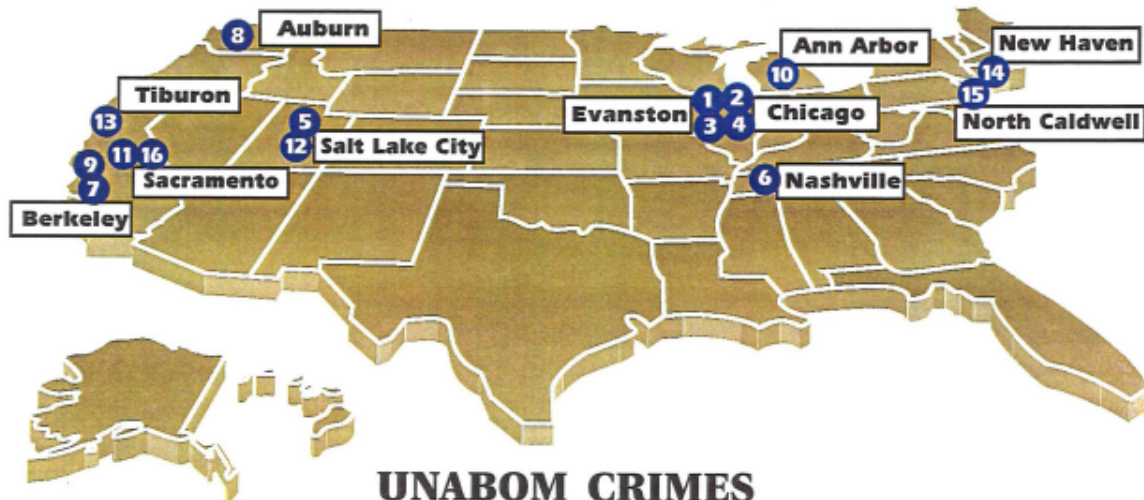 8 Auburn
Ann Arbor
New Haven
10
14
Tiburon
1 2
15
13
5
Evanston
Chicago
North Caldwell
3 4
12 Salt Lake City
11 16
9
Sacramento
6 Nashville
7
Berkeley
UNABOM CRIMES